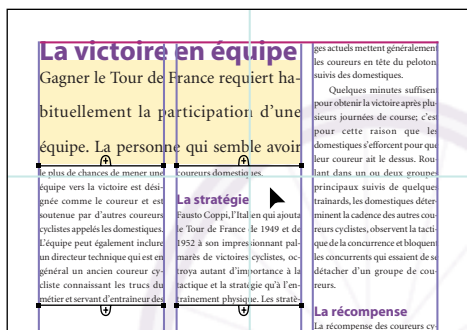 La victoire en équipe
Gagner le Tour de France requiert ha-
bituellement la participation d'une
équipe. La personne qui semble avoir
le plus de chances de mener une
équipe vers la victoire est dési-
gnée comme le coureur et est
soutenue par d'autres coureurs
cyclistes appelés les domestiques.
L'équipe peut également inclure
un directeur technique qui est en
général un ancien coureur cy-
cliste connaissant les trucs du
métier et servant d'entraîneur des
coureurs domestiques.
La stratégie
Fausto Coppi, l'Italien qui ajouta
le Tour de France de 1949 et de
1952 à son impressionnant pal-
marès de victoires cyclistes, oc-
troya autant d'importance à la
tactique et la stratégie qu'à l'en-
traînement physique. Les straté-
ges actuels mettent généralement
les coureurs en tête du peloton,
suivis des domestiques.
Quelques minutes suffisent
pour obtenir la victoire après plu-
sieurs journées de course; c'est
pour cette raison que les
domestiques s'efforcent pour que
leur coureur ait le dessus. Rou-
lant dans un ou deux groupes
principaux suivis de quelques
traînards, les domestiques déter-
minent la cadence des autres cou-
reurs cyclistes, observent la tacti-
que de la concurrence et bloquent
les concurrents qui essaient de se
détacher d'un groupe de cou-
reurs.
La récompense
La récompense des coureurs cy-